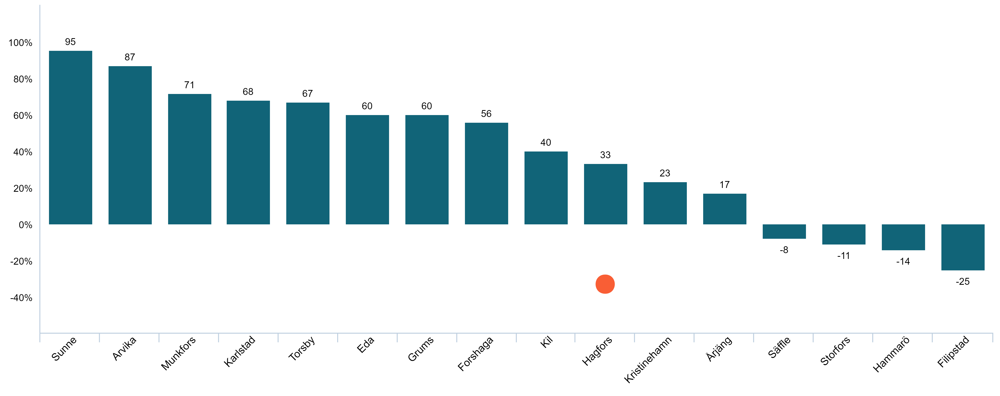 100%
80%
60%
40%
20%
0%
-20%
-40%
95
87
71
68
67
60
60
56
40
33
23
17
-8
-11
-14
-25
Sunne
Arvika
Munkfors
Karlstad
Torsby
Eda
Grums
Forshaga
Kil
Hagfors
Kristinehamn
Årjäng
Säffle
Storfors
Hammarö
Filipstad